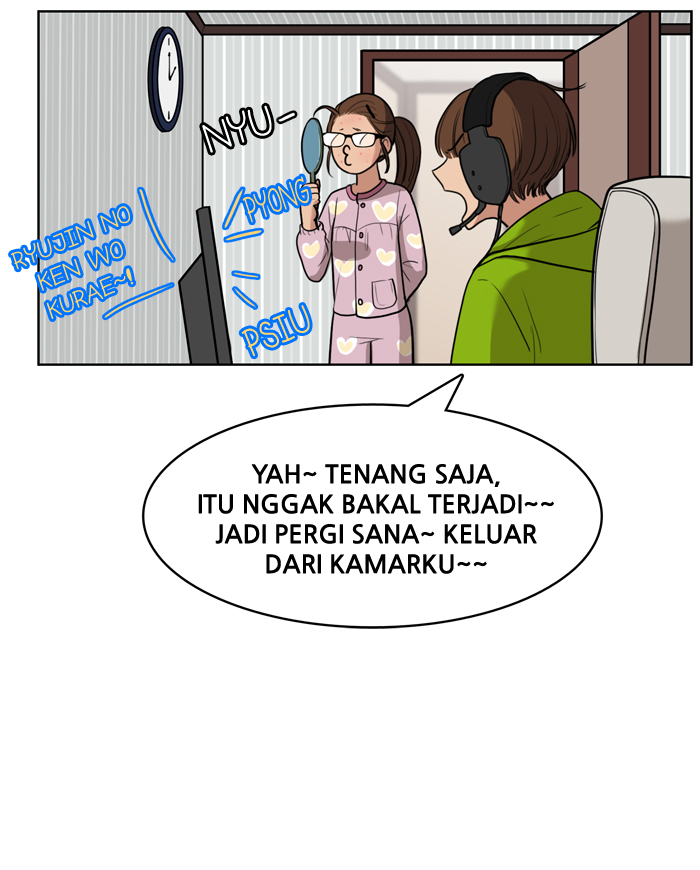 NYU~
PYONG
RYUJIN NO
KEN WO
KURAE~!
PSIU
YAH~ TENANG SAJA,
ITU NGGAK BAKAL TERJADI~~
JADI PERGI SANA~ KELUAR
DARI KAMARKU~~